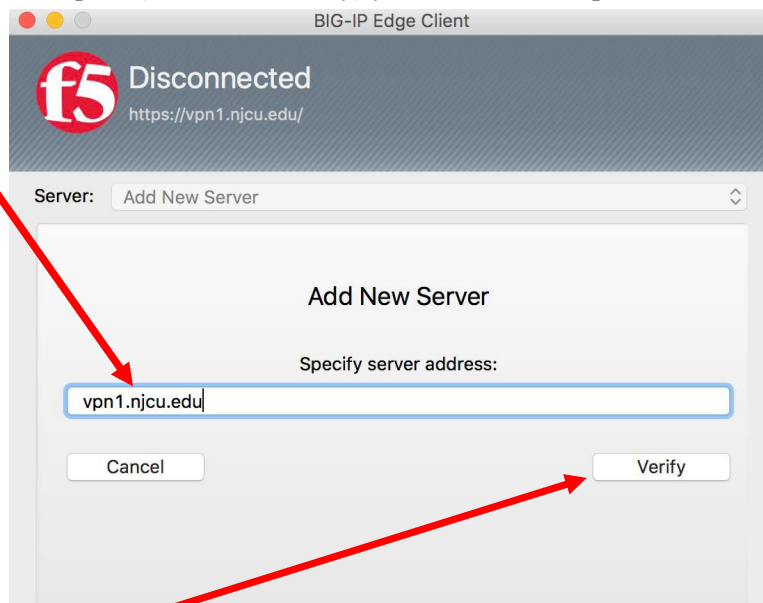 BIG-IP Edge Client
f5
Disconnected
https://vpn1.njcu.edu/
Server: Add New Server
Add New Server
Specify server address:
vpn1.njcu.edu
Cancel Verify